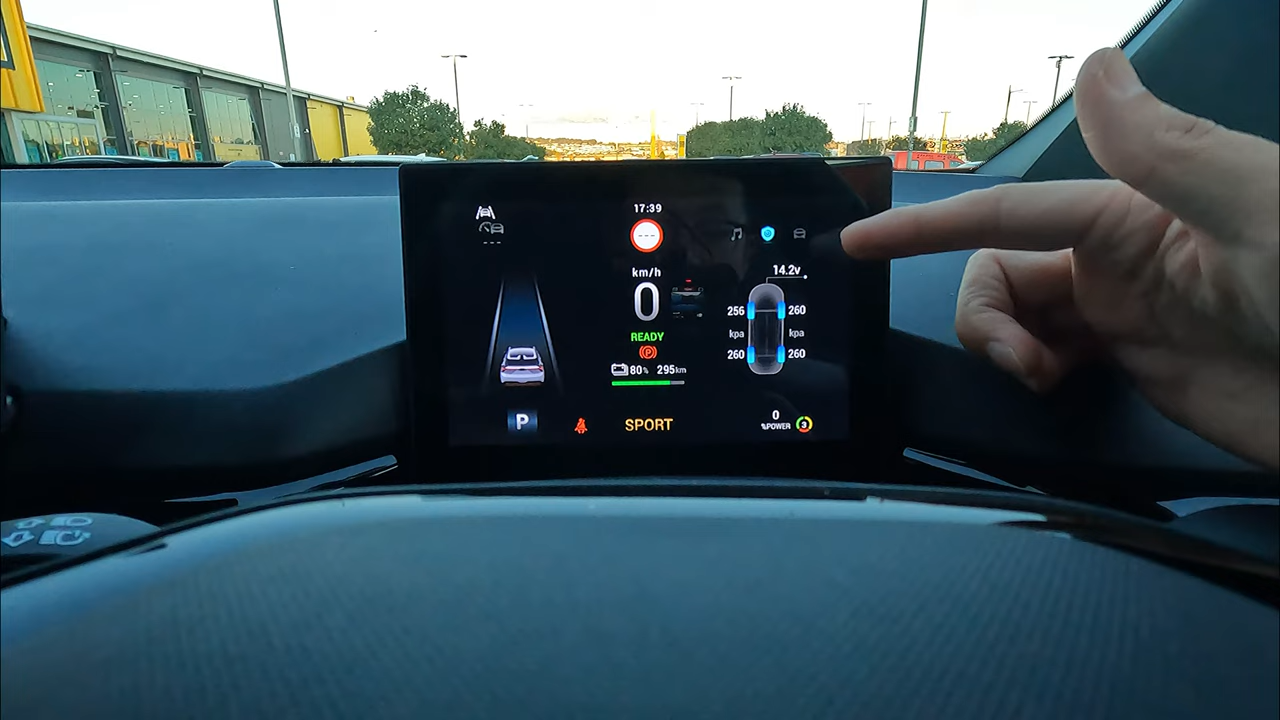 17:39
---
---
km/h
0
14.2v
256
260
kpa
kpa
260
260
READY
(P)
80% 295km
P
SPORT
0
%POWER
3